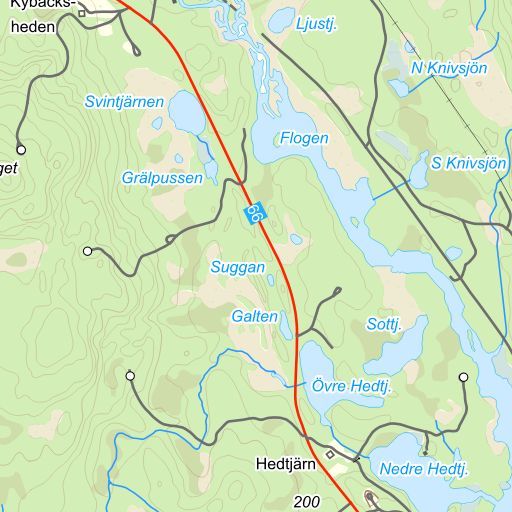 Kybacks-
heden
Ljustj.
N Knivsjön
Svintjärnen
Flogen
S Knivsjön
get
Grälpussen
66
Suggan
Galten
Sottj.
Övre Hedtj.
Hedtjärn
Nedre Hedtj.
200